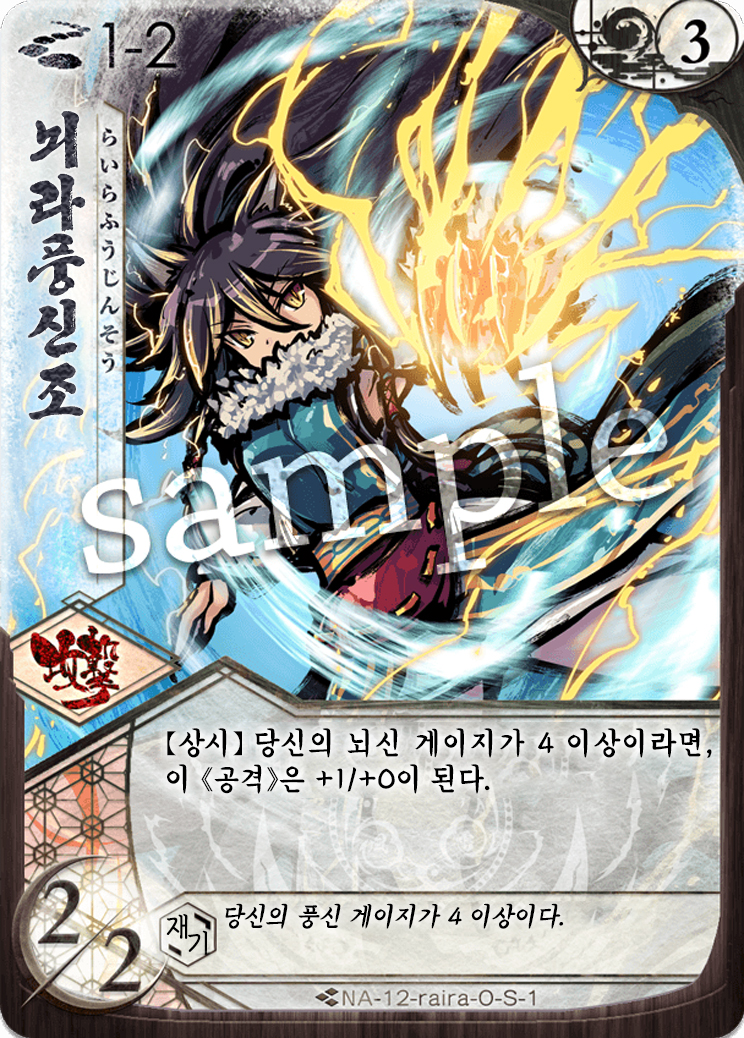 1-2
3
뇌라풍신조
らいらふうじんそう
sample
攻撃
【상시】 당신의 뇌신 게이지가 4 이상이라면,
이 《공격》은 +1/+0이 된다.
2/2
재기
당신의 풍신 게이지가 4 이상이다.
NA-12-raira-O-S-1